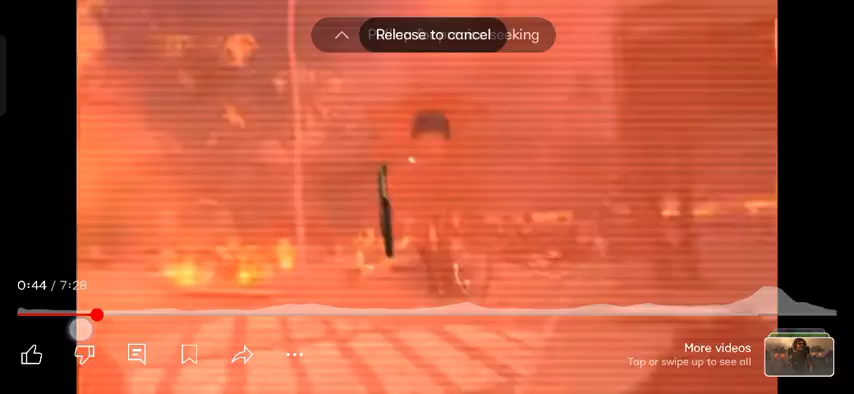 Release to cancel
0:44 / 7:28
More videos
Tap or swipe up to see all